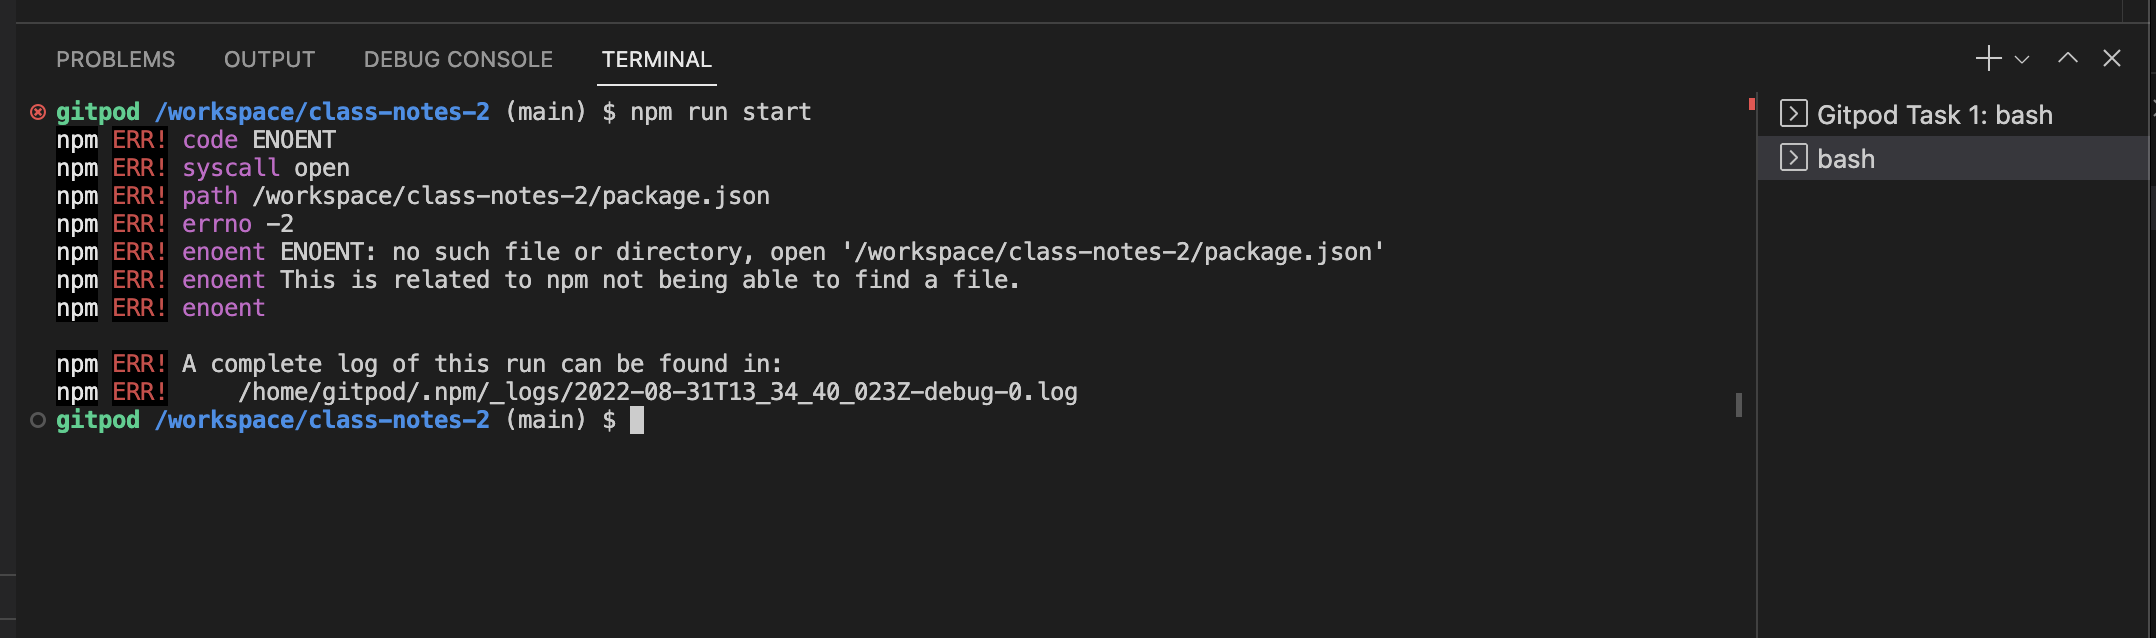 PROBLEMS OUTPUT DEBUG CONSOLE TERMINAL
gitpod /workspace/class-notes-2 (main) $ npm run start
npm ERR! code ENOENT
npm ERR! syscall open
npm ERR! path /workspace/class-notes-2/package.json
npm ERR! errno -2
npm ERR! enoent ENOENT: no such file or directory, open '/workspace/class-notes-2/package.json'
npm ERR! enoent This is related to npm not being able to find a file.
npm ERR! enoent
npm ERR! A complete log of this run can be found in:
npm ERR!     /home/gitpod/.npm/_logs/2022-08-31T13_34_40_023Z-debug-0.log
gitpod /workspace/class-notes-2 (main) $
Gitpod Task 1: bash
bash